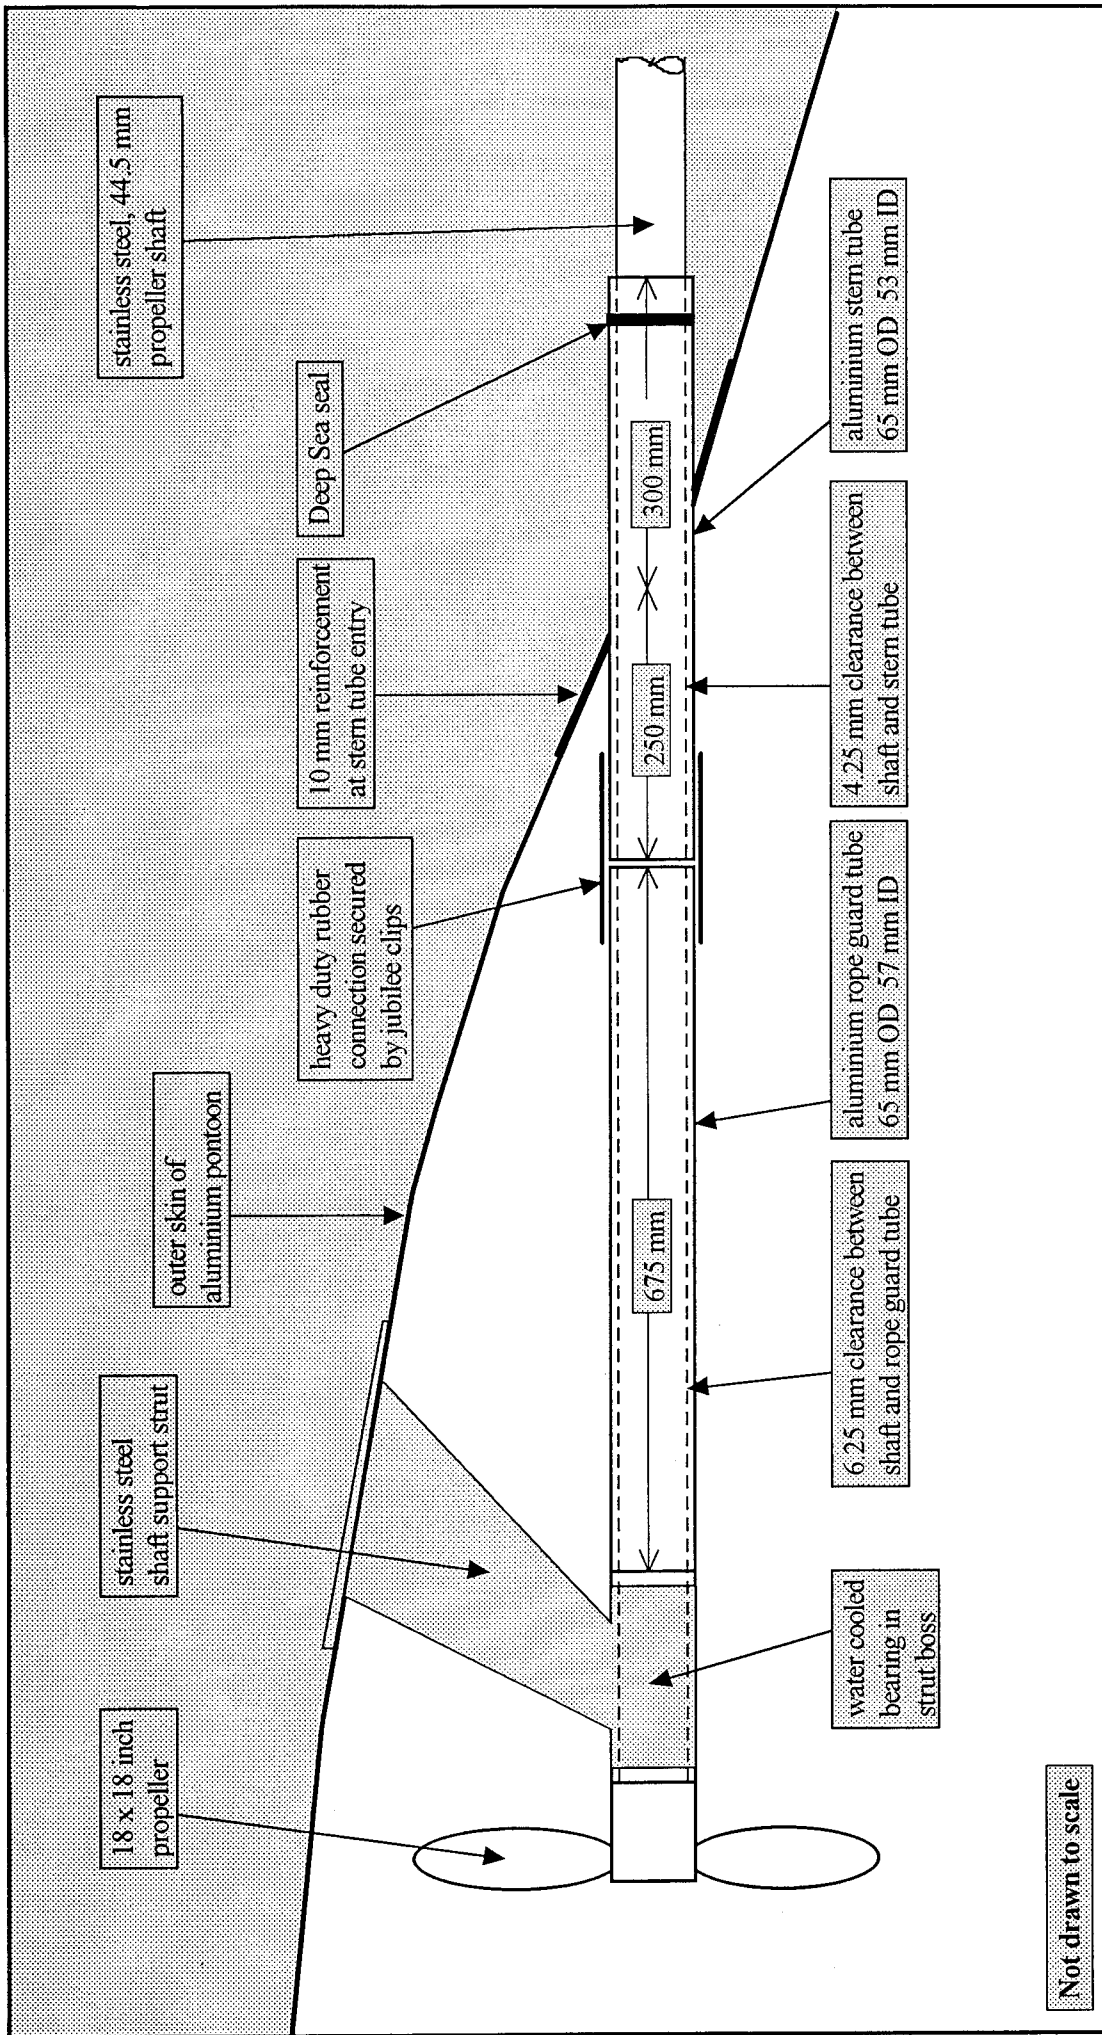 18 x 18 inch
propeller
stainless steel
shaft support strut
outer skin of
aluminium pontoon
heavy duty rubber
connection secured
by jubilee clips
10 mm reinforcement
at stern tube entry
Deep Sea seal
stainless steel, 44.5 mm
propeller shaft
675 mm
250 mm
300 mm
water cooled
bearing in
strut boss
6.25 mm clearance between
shaft and rope guard tube
aluminium rope guard tube
65 mm OD 57 mm ID
4.25 mm clearance between
shaft and stern tube
aluminium stern tube
65 mm OD 53 mm ID
Not drawn to scale